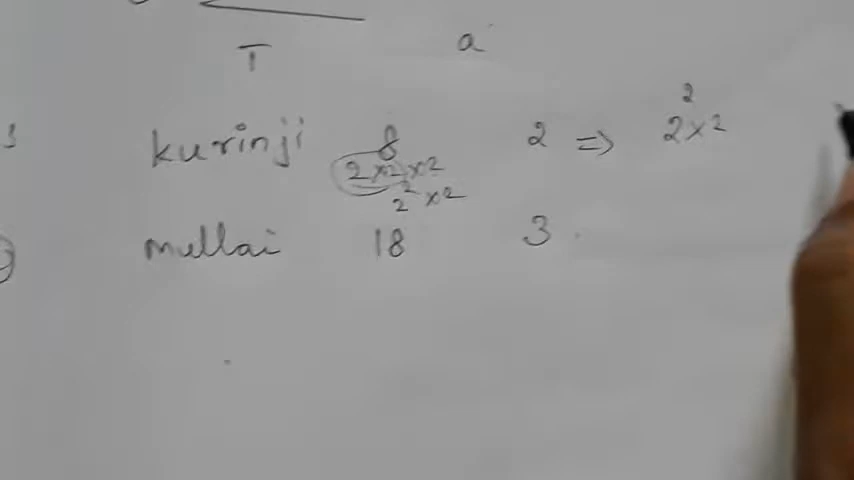 T a
kurinji 8 2 ⇒ 2² × 2
2 × 2 × 2
2² × 2
mullai 18 3